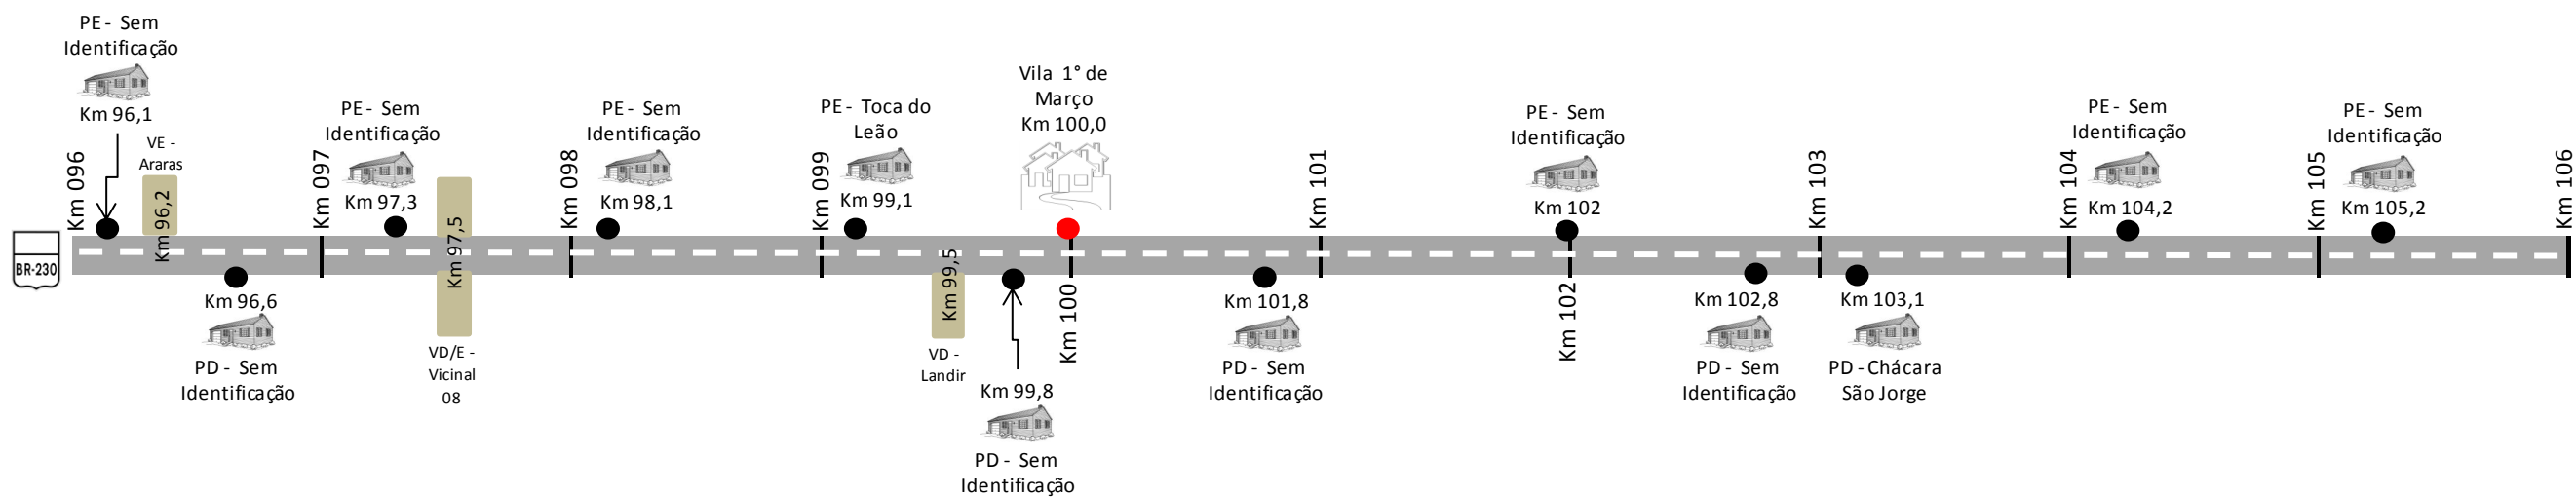 PE - Sem
Identificação
Km 96,1
VE -
Araras
Km 96,2
Km 096
Km 96,6
PD - Sem
Identificação
Km 097
PE - Sem
Identificação
Km 97,3
Km 97,5
VD/E -
Vicinal
08
Km 098
PE - Sem
Identificação
Km 98,1
Km 099
PE - Toca do
Leão
Km 99,1
Km 99,5
VD -
Landir
Km 99,8
PD - Sem
Identificação
Vila 1° de
Março
Km 100,0
Km 100
Km 101,8
PD - Sem
Identificação
Km 101
PE - Sem
Identificação
Km 102
Km 102
Km 102,8
PD - Sem
Identificação
Km 103
Km 103,1
PD - Chácara
São Jorge
Km 104
PE - Sem
Identificação
Km 104,2
Km 105
PE - Sem
Identificação
Km 105,2
Km 106
BR-230